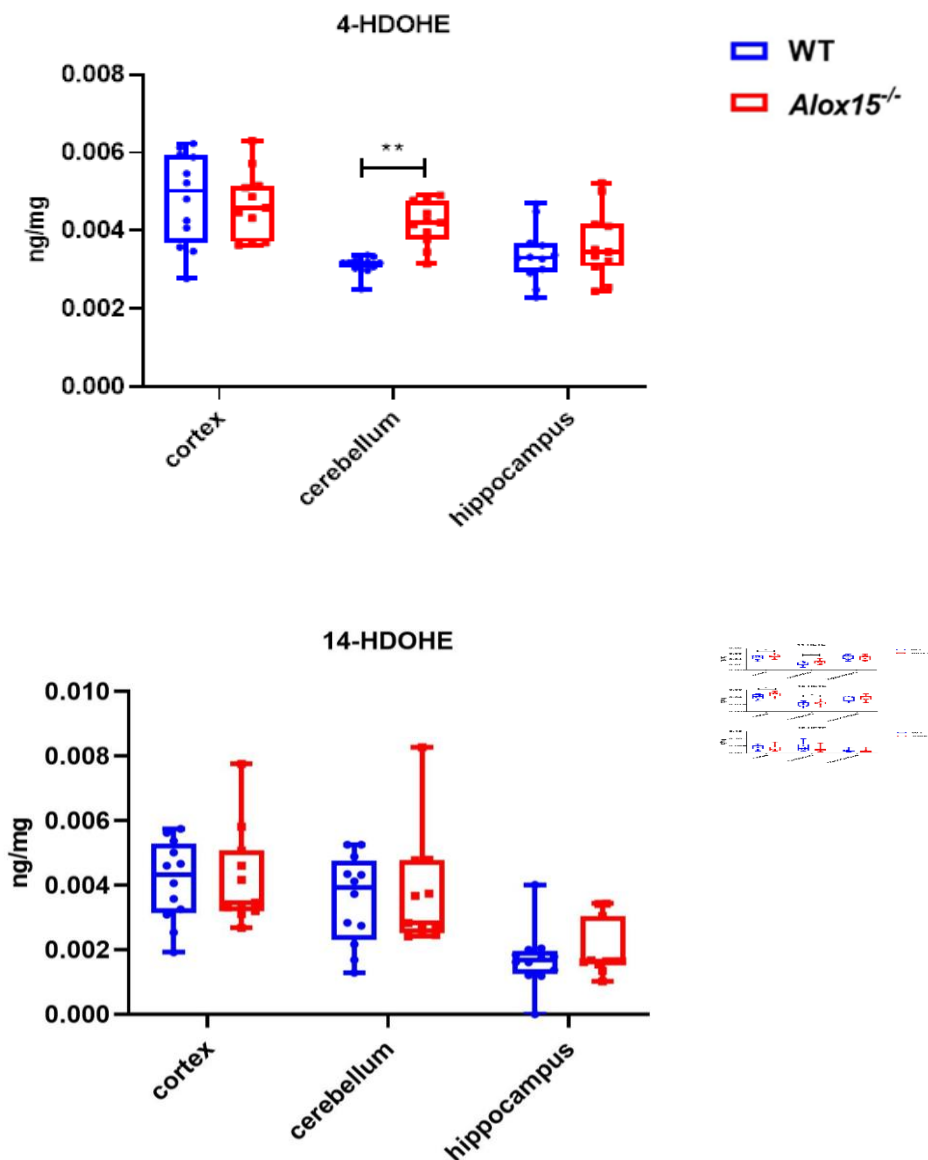 4-HDOHE
WT
Alox15-/-
0.008
0.006
0.004
0.002
0.000
ng/mg
**
cortex
cerebellum
hippocampus
14-HDOHE
0.010
0.008
0.006
0.004
0.002
0.000
ng/mg
cortex
cerebellum
hippocampus